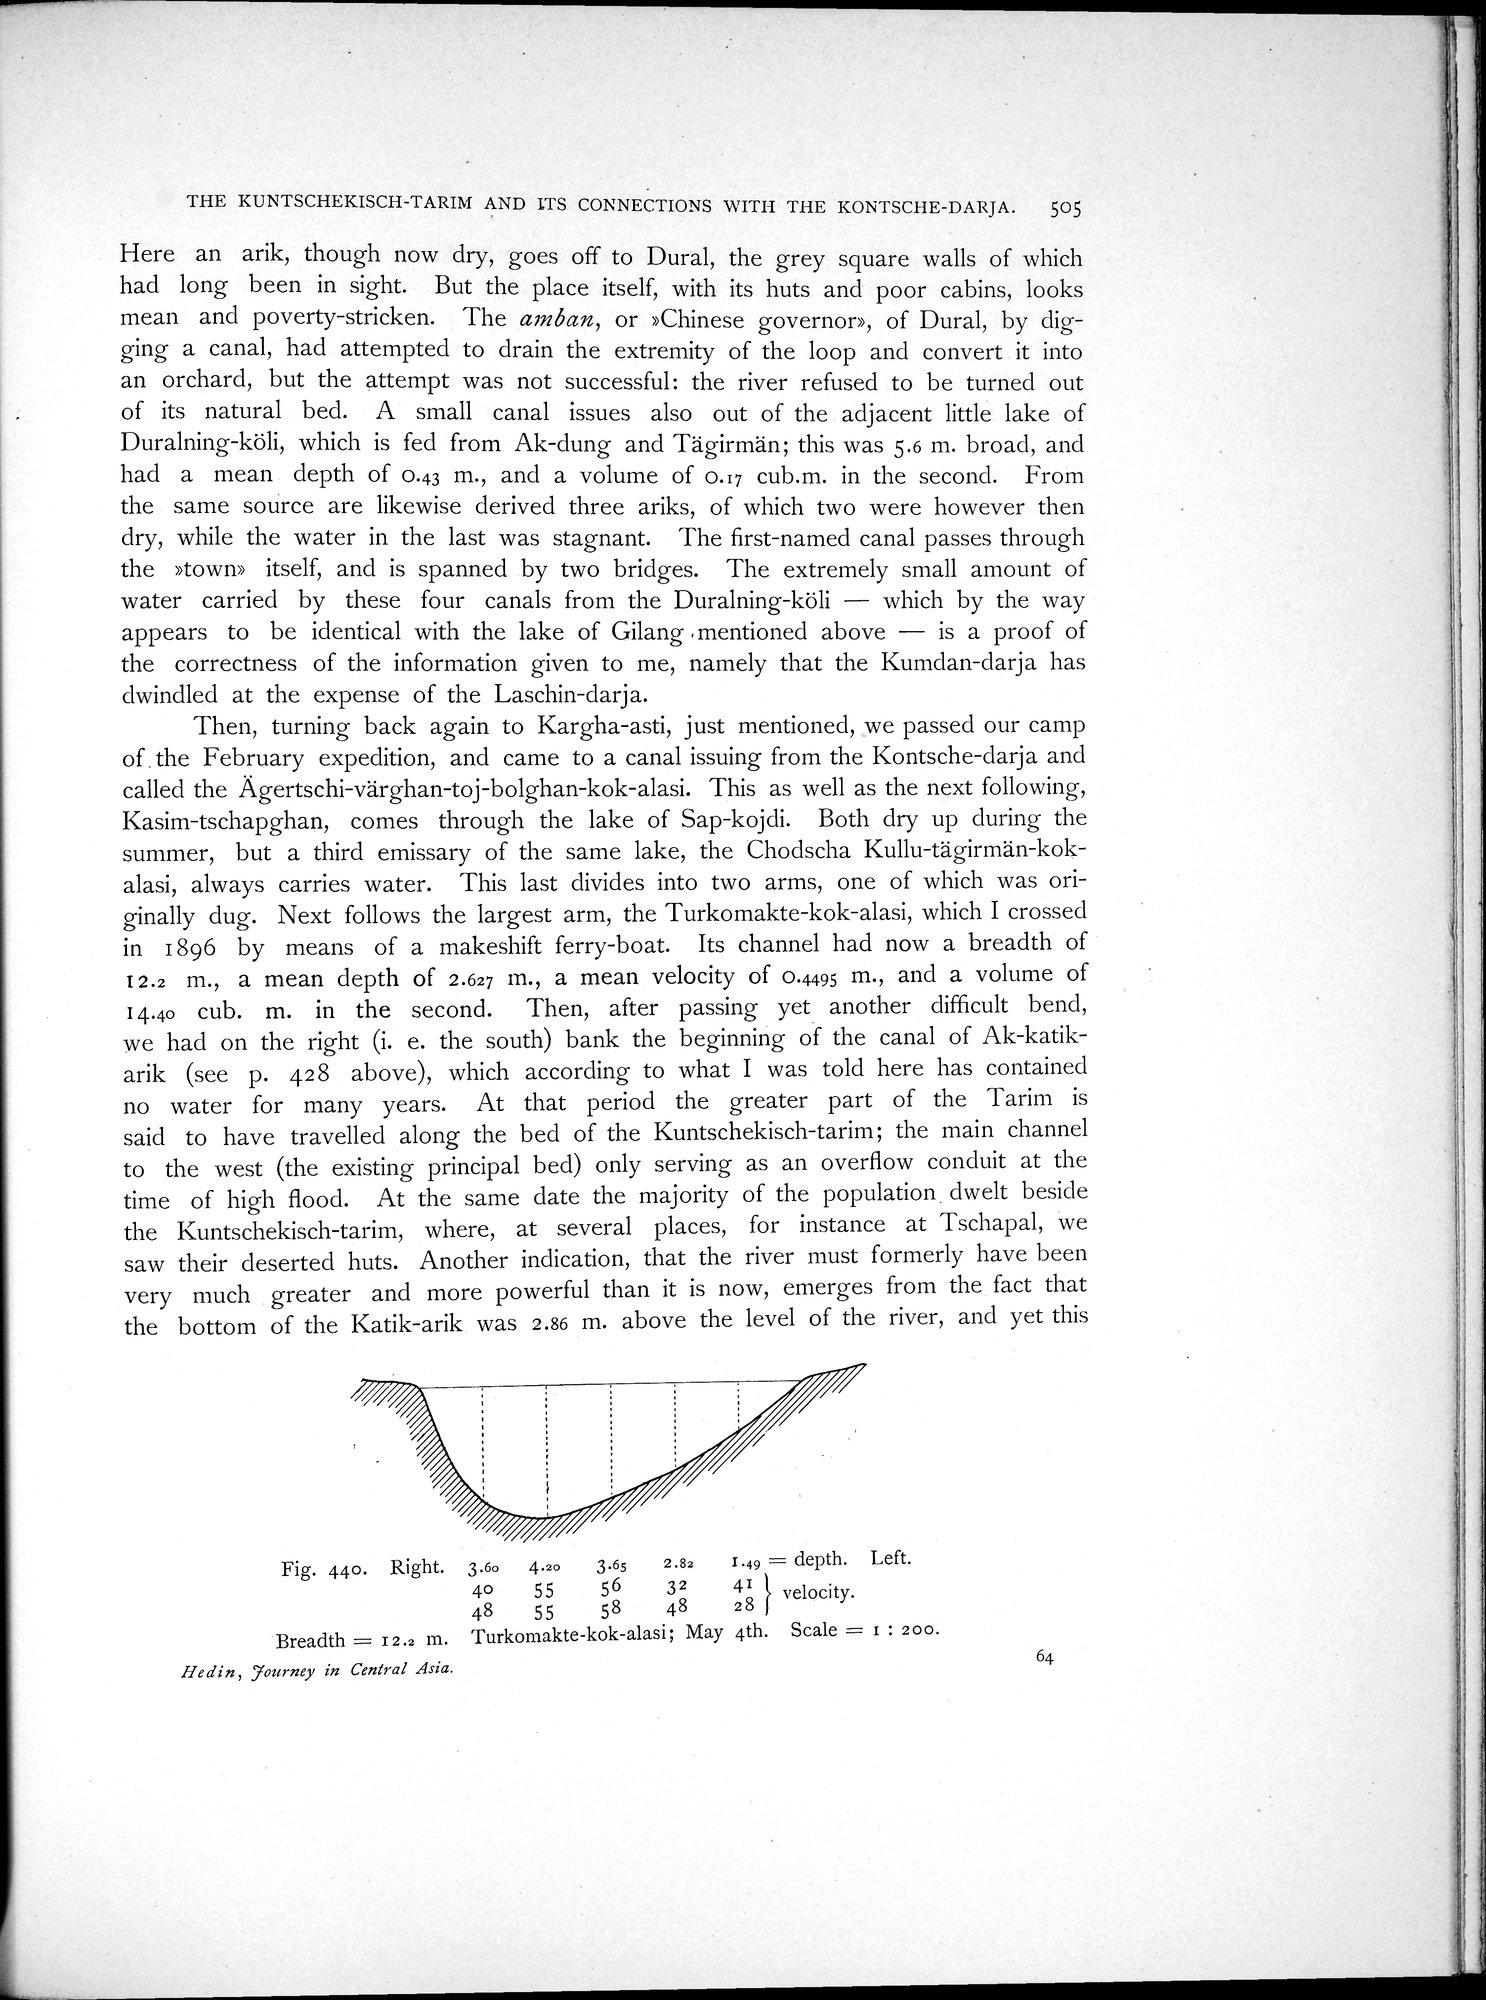 THE KUNTSCHEKISCH-TARIM AND ITS CONNECTIONS WITH THE KONTSCHE-DARJA. 505
Here an arik, though now dry, goes off to Dural, the grey square walls of which
had long been in sight. But the place itself, with its huts and poor cabins, looks
mean and poverty-stricken. The amban, or »Chinese governor», of Dural, by dig-
ging a canal, had attempted to drain the extremity of the loop and convert it into
an orchard, but the attempt was not successful: the river refused to be turned out
of its natural bed. A small canal issues also out of the adjacent little lake of
Duralning-köli, which is fed from Ak-dung and Tägirmän; this was 5.6 m. broad, and
had a mean depth of 0.43 m., and a volume of 0.17 cub.m. in the second. From
the same source are likewise derived three ariks, of which two were however then
dry, while the water in the last was stagnant. The first-named canal passes through
the »town» itself, and is spanned by two bridges. The extremely small amount of
water carried by these four canals from the Duralning-köli — which by the way
appears to be identical with the lake of Gilang mentioned above — is a proof of
the correctness of the information given to me, namely that the Kumdan-darja has
dwindled at the expense of the Laschin-darja.
Then, turning back again to Kargha-asti, just mentioned, we passed our camp
of the February expedition, and came to a canal issuing from the Kontsche-darja and
called the Ägertschi-värghan-toj-bolghan-kok-alasi. This as well as the next following,
Kasim-tschapghan, comes through the lake of Sap-kojdi. Both dry up during the
summer, but a third emissary of the same lake, the Chodscha Kullu-tägirmän-kok-
alasi, always carries water. This last divides into two arms, one of which was ori-
ginally dug. Next follows the largest arm, the Turkomakte-kok-alasi, which I crossed
in 1896 by means of a makeshift ferry-boat. Its channel had now a breadth of
12.2 m., a mean depth of 2.627 m., a mean velocity of 0.4495 m., and a volume of
14.40 cub. m. in the second. Then, after passing yet another difficult bend,
we had on the right (i. e. the south) bank the beginning of the canal of Ak-katik-
arik (see p. 428 above), which according to what I was told here has contained
no water for many years. At that period the greater part of the Tarim is
said to have travelled along the bed of the Kuntschekisch-tarim; the main channel
to the west (the existing principal bed) only serving as an overflow conduit at the
time of high flood. At the same date the majority of the population dwelt beside
the Kuntschekisch-tarim, where, at several places, for instance at Tschapal, we
saw their deserted huts. Another indication, that the river must formerly have been
very much greater and more powerful than it is now, emerges from the fact that
the bottom of the Katik-arik was 2.86 m. above the level of the river, and yet this
Fig. 440. Right. 3.60 4.20 3.65 2.82 1.49 = depth. Left.
40 55 56 32 41 } velocity.
48 55 58 48 28
Breadth = 12.2 m. Turkomakte-kok-alasi; May 4th. Scale = 1 : 200.
Hedin, Journey in Central Asia. 64